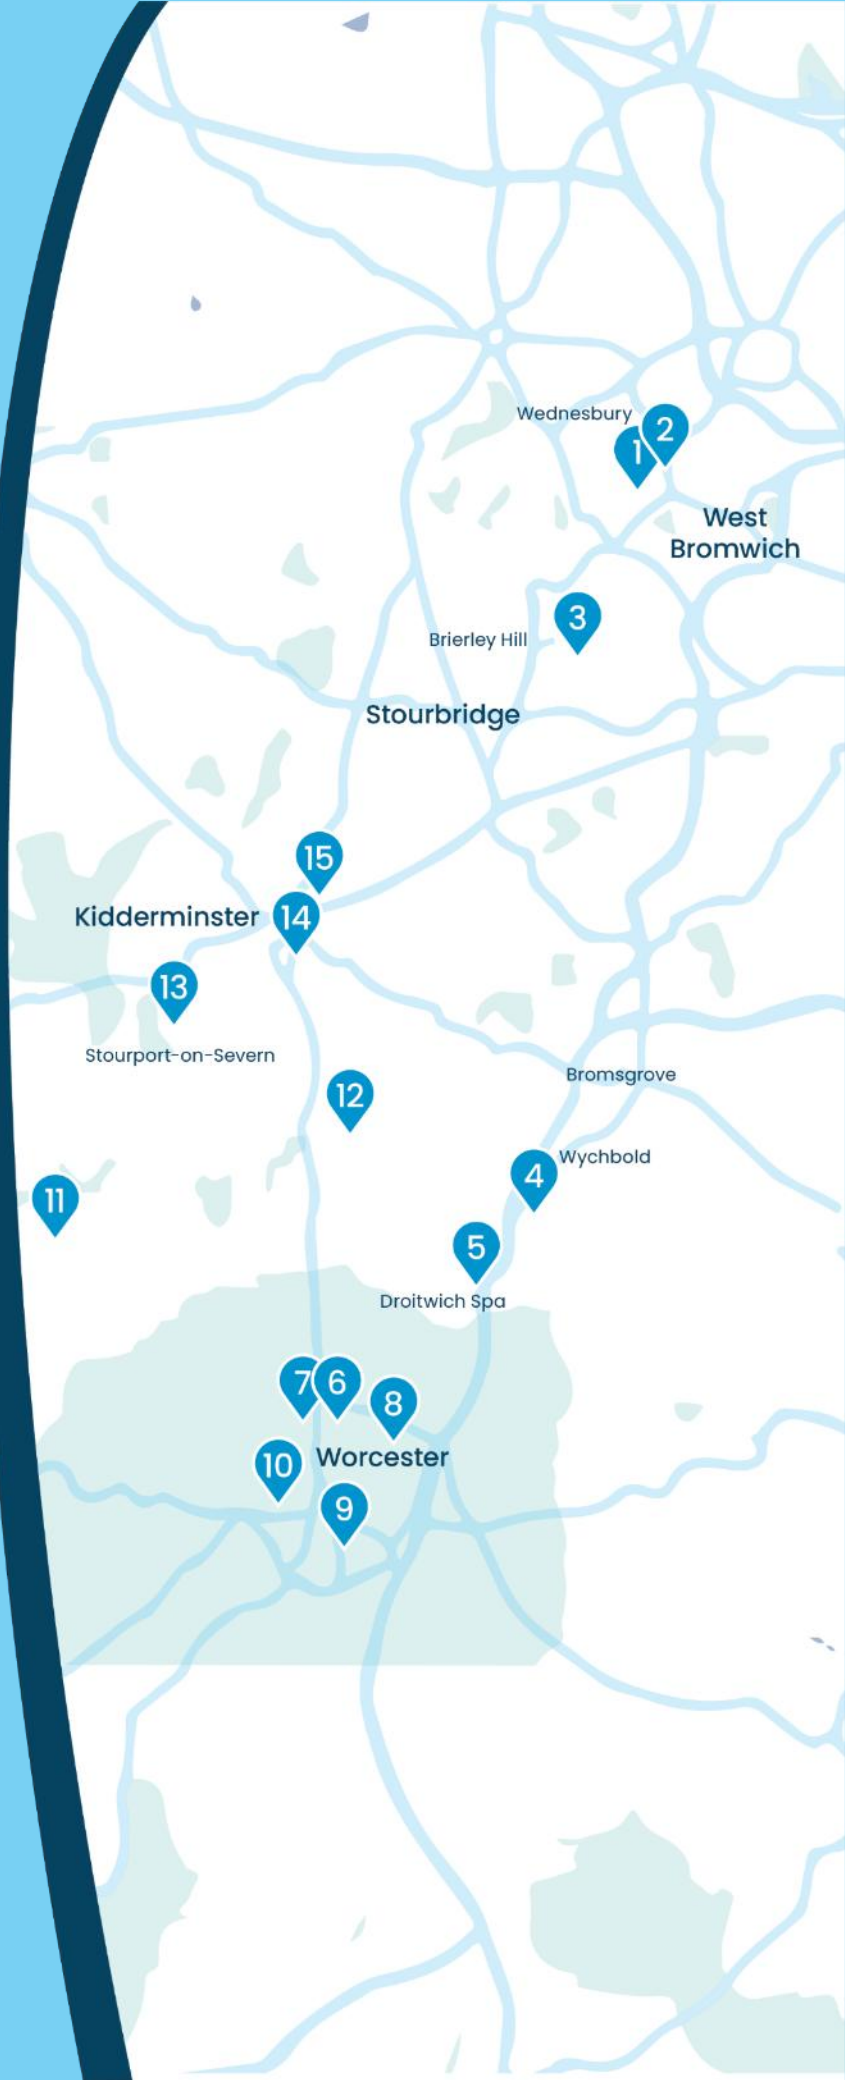 Wednesbury
2
1
West
Bromwich
3
Brierley Hill
Stourbridge
15
Kidderminster
14
13
Stourport-on-Severn
Bromsgrove
12
Wychbold
4
11
5
Droitwich Spa
7
6
8
Worcester
10
9